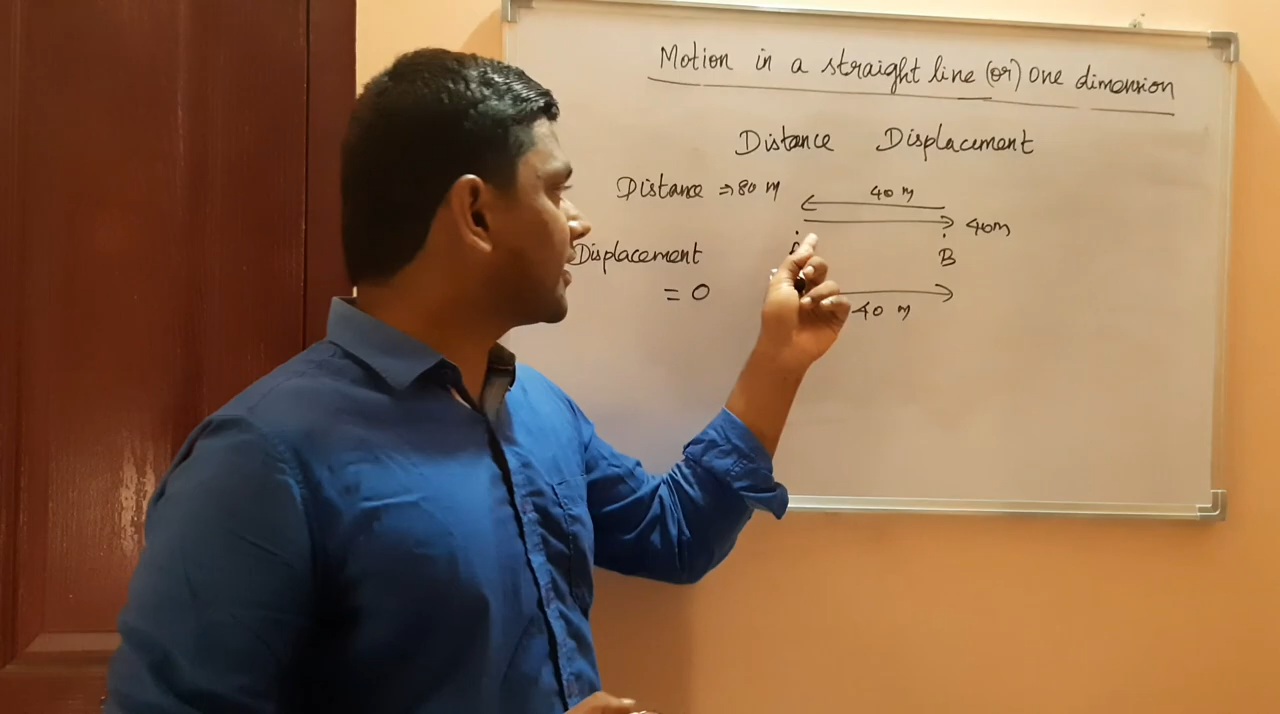 Motion in a straight line (or) One dimension
Distance Displacement
Distance ⇒ 80 m
40 m
40m
Displacement
= 0
B
40 m